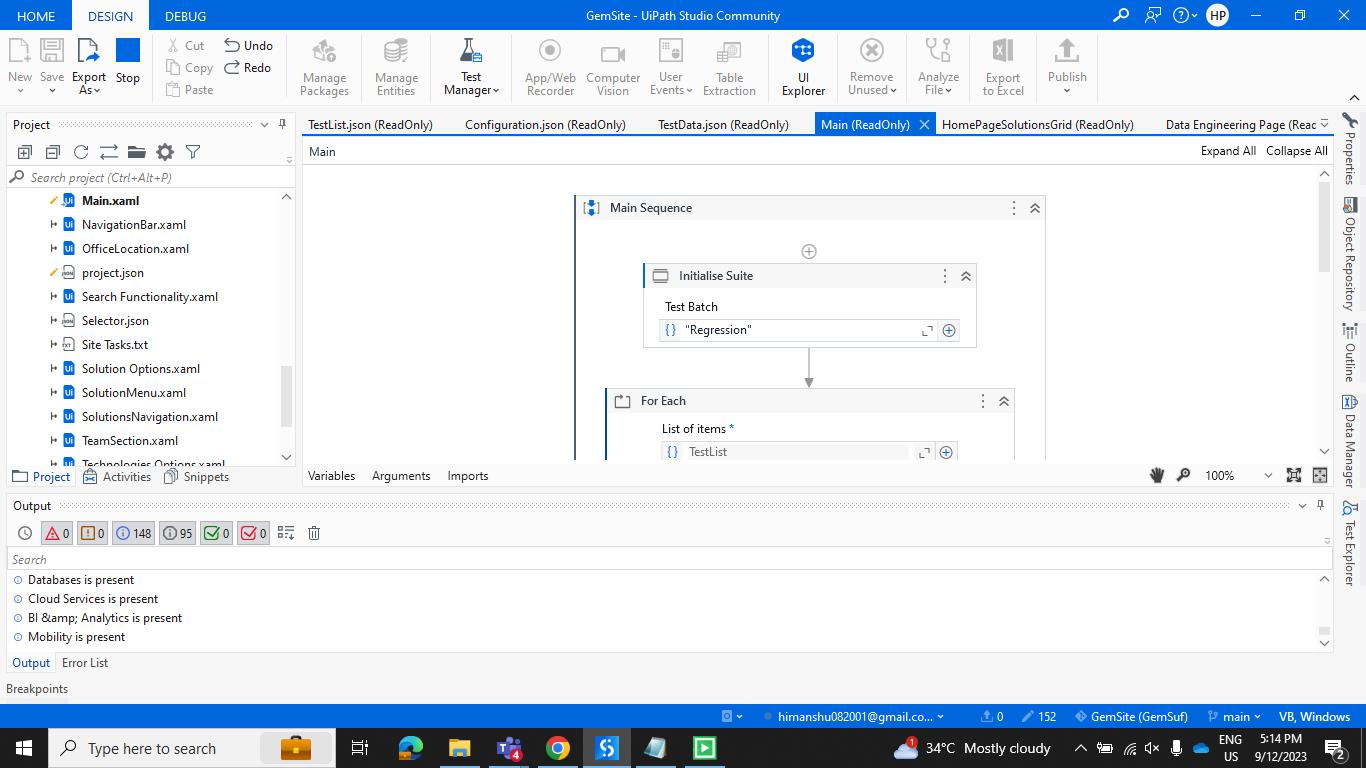 HOME DESIGN DEBUG GemSite - UiPath Studio Community HP
New Save Export As Stop Cut Copy Paste Undo Redo Manage Packages Manage Entities Test Manager App/Web Recorder Computer Vision User Events Table Extraction UI Explorer Remove Unused Analyze File Export to Excel Publish
Project
Search project (Ctrl+Alt+P)
Main.xaml
NavigationBar.xaml
OfficeLocation.xaml
project.json
Search Functionality.xaml
Selector.json
Site Tasks.txt
Solution Options.xaml
SolutionMenu.xaml
SolutionsNavigation.xaml
TeamSection.xaml
Technologies Options.xaml
Project Activities Snippets
TestList.json (ReadOnly) Configuration.json (ReadOnly) TestData.json (ReadOnly) Main (ReadOnly) HomePageSolutionsGrid (ReadOnly) Data Engineering Page (Reac
Main Expand All Collapse All
Main Sequence
Initialise Suite
Test Batch
{ } "Regression"
For Each
List of items *
{ } TestList
Variables Arguments Imports 100%
Properties
Object Repository
Outline
Data Manager
Test Explorer
Output
0 0 148 95 0 0
Search
Databases is present
Cloud Services is present
BI &amp; Analytics is present
Mobility is present
Output Error List
Breakpoints
himanshu082001@gmail.co... 0 152 GemSite (GemSuf) main VB, Windows
Type here to search 4 1 34°C Mostly cloudy ENG US 5:14 PM 9/12/2023 2